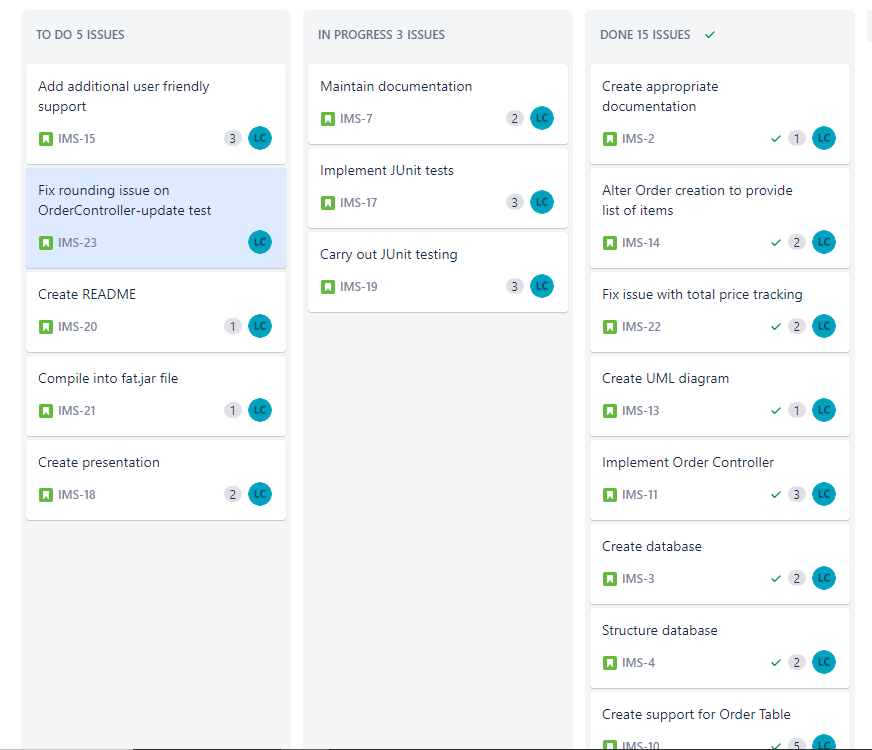 TO DO 5 ISSUES
Add additional user friendly
support
IMS-15 3 LC
Fix rounding issue on
OrderController-update test
IMS-23 LC
Create README
IMS-20 1 LC
Compile into fat.jar file
IMS-21 1 LC
Create presentation
IMS-18 2 LC
IN PROGRESS 3 ISSUES
Maintain documentation
IMS-7 2 LC
Implement JUnit tests
IMS-17 3 LC
Carry out JUnit testing
IMS-19 3 LC
DONE 15 ISSUES
Create appropriate
documentation
IMS-2 1 LC
Alter Order creation to provide
list of items
IMS-14 2 LC
Fix issue with total price tracking
IMS-22 2 LC
Create UML diagram
IMS-13 1 LC
Implement Order Controller
IMS-11 3 LC
Create database
IMS-3 2 LC
Structure database
IMS-4 2 LC
Create support for Order Table
IMS-10 5 LC